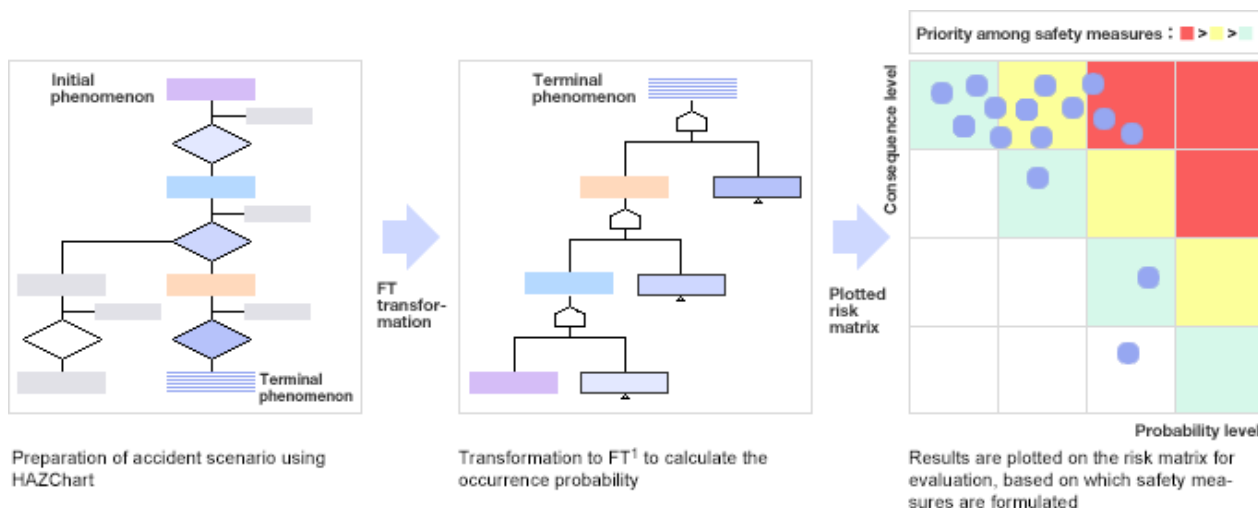 Initial
phenomenon
Terminal
phenomenon
FT
transfor-
mation
Terminal
phenomenon
Plotted
risk
matrix
Priority among safety measures : > >
Consequence level
Probability level
Preparation of accident scenario using
HAZChart
Transformation to FT¹ to calculate the
occurrence probability
Results are plotted on the risk matrix for
evaluation, based on which safety mea-
sures are formulated